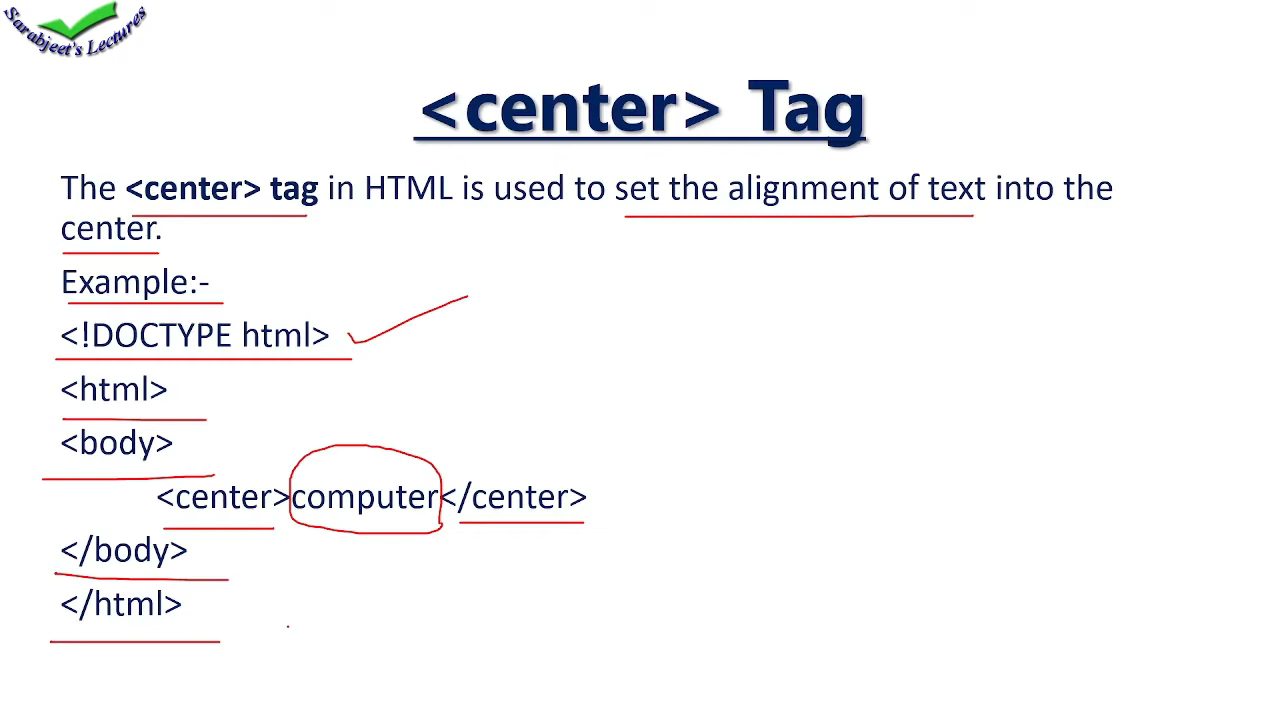 Sarabjeet's Lectures
<center> Tag
The <center> tag in HTML is used to set the alignment of text into the
center.
Example:-
<!DOCTYPE html>
<html>
<body>
<center>computer</center>
</body>
</html>